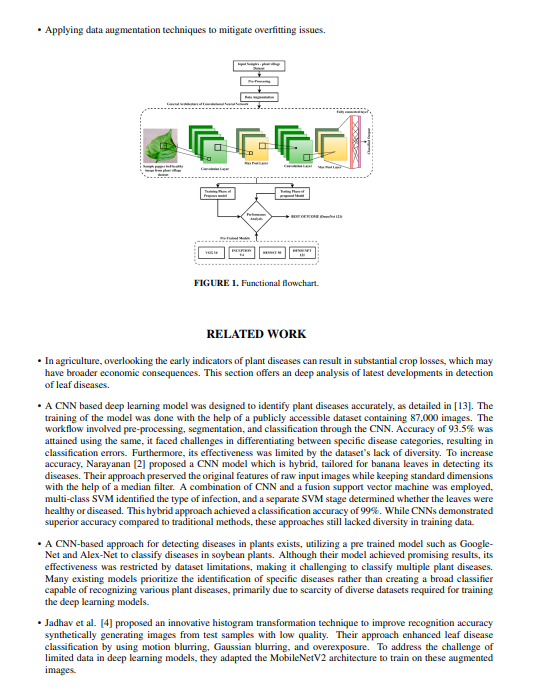 • Applying data augmentation techniques to mitigate overfitting issues.
Input Samples - plant village
Dataset
Pre-Processing
Data Augmentation
General Architecture of Convolutional Neural Network
Fully connected layer
Classified Output
Sample pepper bell healthy
image from plant village
dataset
Convolution Layer
Max Pool Layer
Convolution Layer
Max Pool Layer
Training Phase of
Proposes model
Testing Phase of
proposed Model
Performance
Analysis
BEST OUTCOME (DenseNet 121)
Pre-Trained Models
VGG 16
INCEPTION
V4
RESNET 50
DENSENET
121
FIGURE 1. Functional flowchart.
RELATED WORK
• In agriculture, overlooking the early indicators of plant diseases can result in substantial crop losses, which may
have broader economic consequences. This section offers an deep analysis of latest developments in detection
of leaf diseases.
• A CNN based deep learning model was designed to identify plant diseases accurately, as detailed in [13]. The
training of the model was done with the help of a publicly accessible dataset containing 87,000 images. The
workflow involved pre-processing, segmentation, and classification through the CNN. Accuracy of 93.5% was
attained using the same, it faced challenges in differentiating between specific disease categories, resulting in
classification errors. Furthermore, its effectiveness was limited by the dataset's lack of diversity. To increase
accuracy, Narayanan [2] proposed a CNN model which is hybrid, tailored for banana leaves in detecting its
diseases. Their approach preserved the original features of raw input images while keeping standard dimensions
with the help of a median filter. A combination of CNN and a fusion support vector machine was employed,
multi-class SVM identified the type of infection, and a separate SVM stage determined whether the leaves were
healthy or diseased. This hybrid approach achieved a classification accuracy of 99%. While CNNs demonstrated
superior accuracy compared to traditional methods, these approaches still lacked diversity in training data.
• A CNN-based approach for detecting diseases in plants exists, utilizing a pre trained model such as Google-
Net and Alex-Net to classify diseases in soybean plants. Although their model achieved promising results, its
effectiveness was restricted by dataset limitations, making it challenging to classify multiple plant diseases.
Many existing models prioritize the identification of specific diseases rather than creating a broad classifier
capable of recognizing various plant diseases, primarily due to scarcity of diverse datasets required for training
the deep learning models.
• Jadhav et al. [4] proposed an innovative histogram transformation technique to improve recognition accuracy
synthetically generating images from test samples with low quality. Their approach enhanced leaf disease
classification by using motion blurring, Gaussian blurring, and overexposure. To address the challenge of
limited data in deep learning models, they adapted the MobileNetV2 architecture to train on these augmented
images.